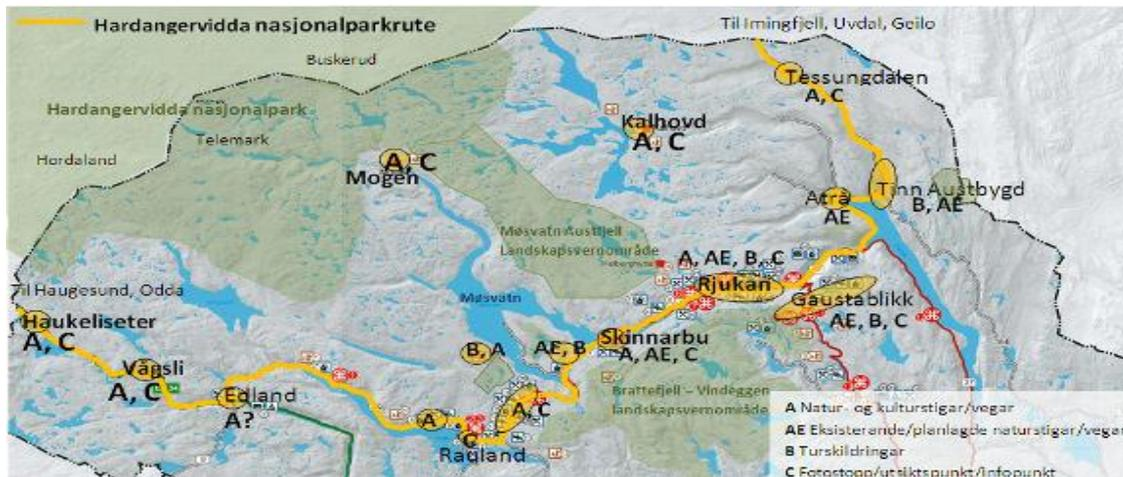 Hardangervidda nasjonalparkrute
Til Imingfjell, Uvdal, Geilo
Buskerud
Tessungdalen
A, C
Hardangervidda nasjonalpark
Kalhovd
A, C
Telemark
Hordaland
A, C
Mogen
Tinn Austbygd
B, AE
Atrå
AE
Møsvatn Austfjell
Landskapsvernområde
A, AE, B, C
Rjukan
Til Haugesund, Odda
Møsvatn
Gaustablikk
AE, B, C
Haukeliseter
A, C
Skinnarbu
A, AE, C
B, A
AE, B
Vågsli
A, C
Edland
A?
Brattefjell – Vindeggen
landskapsvernområde
A, C
A
C
Rauland
A Natur- og kulturstigar/vegar
AE Eksisterande/planlagde naturstigar/vegar
B Turskildringar
C Fotostopp/utsiktspunkt/infopunkt